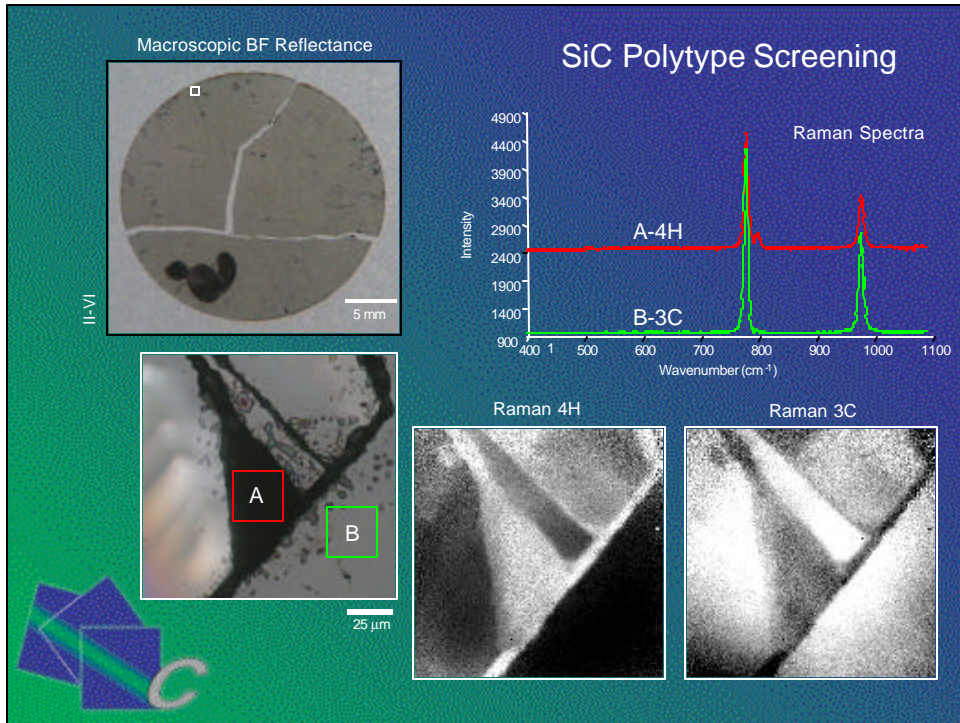 Macroscopic BF Reflectance
SiC Polytype Screening
II-VI
5 mm
Raman Spectra
Intensity
4900
4400
3900
3400
2900
2400
1900
1400
900
A-4H
B-3C
400 1 500 600 700 800 900 1000 1100
Wavenumber (cm⁻¹)
A
B
25 μm
Raman 4H
Raman 3C
C